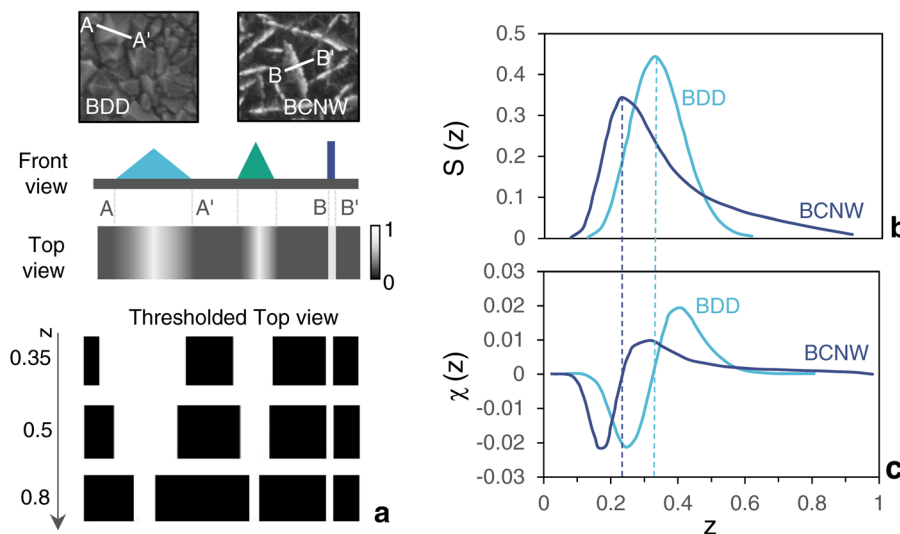 A
A'
BDD
B
B'
BCNW
Front
view
A
A'
B
B'
Top
view
1
0
Thresholded Top view
z
0.35
0.5
0.8
a
0.5
0.4
0.3
0.2
0.1
0
S (z)
BDD
BCNW
b
0.03
0.02
0.01
0
-0.01
-0.02
-0.03
χ (z)
BDD
BCNW
c
0 0.2 0.4 0.6 0.8 1
z